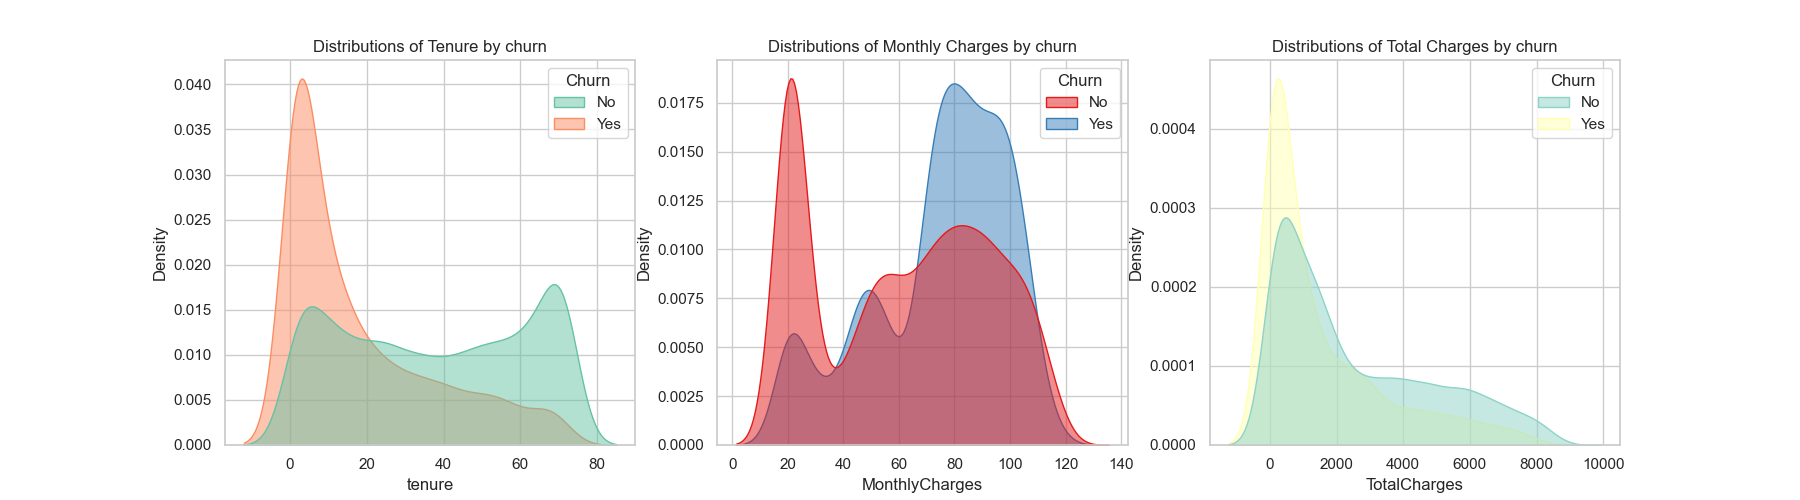 Distributions of Tenure by churn
Density
0.040
0.035
0.030
0.025
0.020
0.015
0.010
0.005
0.000
0
20
40
60
80
tenure
Churn
No
Yes
Distributions of Monthly Charges by churn
Density
0.0175
0.0150
0.0125
0.0100
0.0075
0.0050
0.0025
0.0000
0
20
40
60
80
100
120
140
MonthlyCharges
Churn
No
Yes
Distributions of Total Charges by churn
Density
0.0004
0.0003
0.0002
0.0001
0.0000
0
2000
4000
6000
8000
10000
TotalCharges
Churn
No
Yes